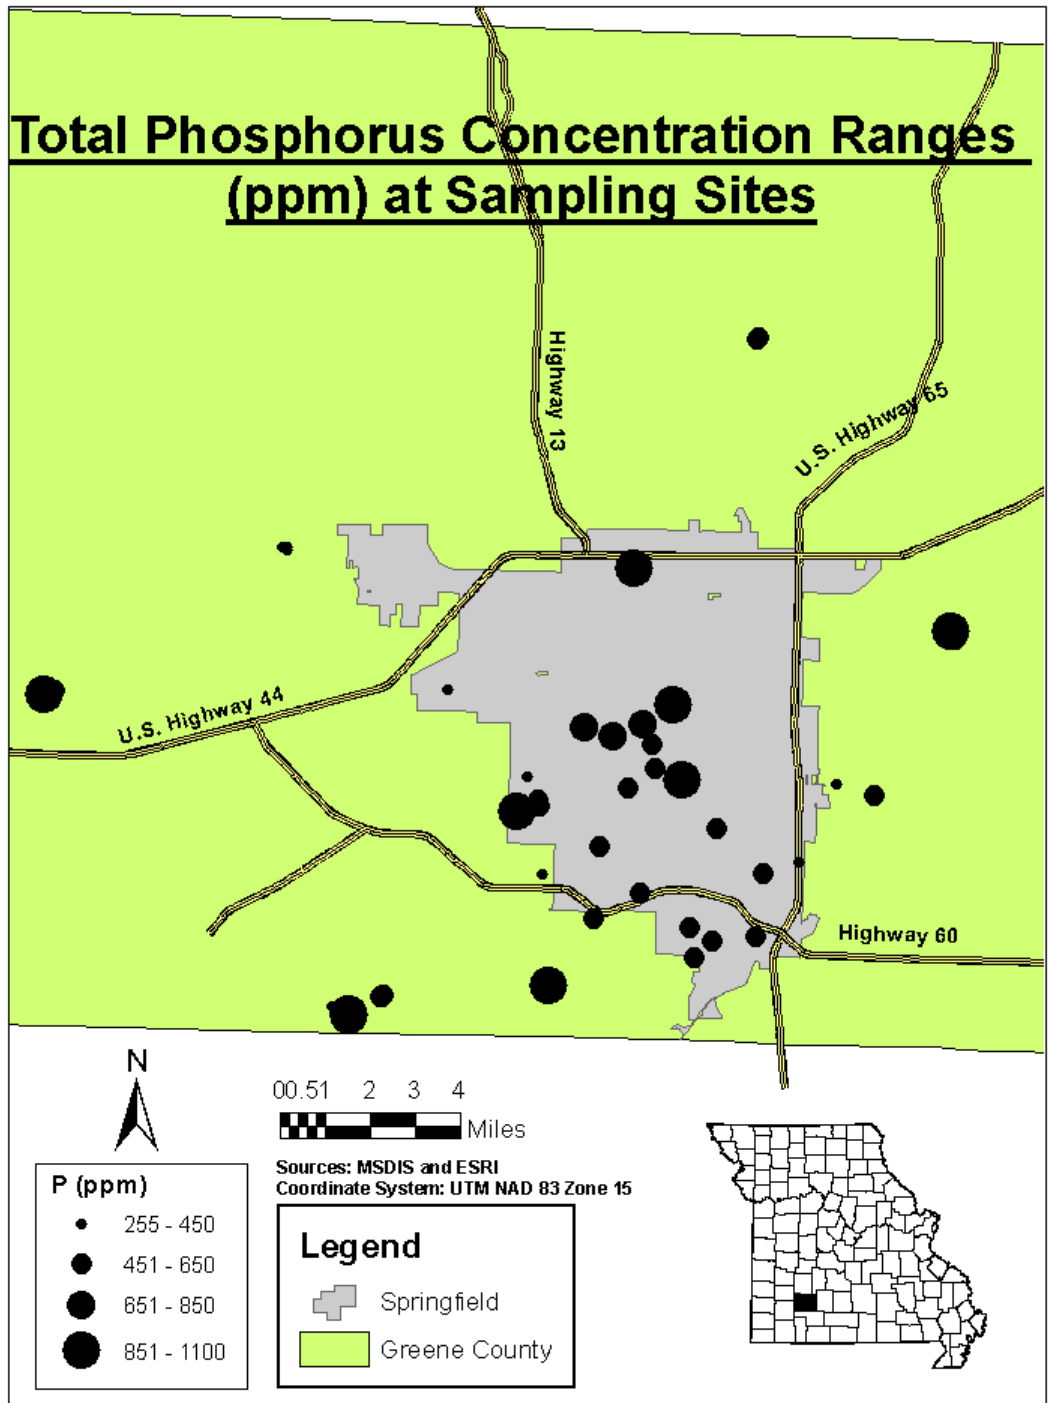 Total Phosphorus Concentration Ranges
(ppm) at Sampling Sites
Highway 13
U.S. Highway 65
U.S. Highway 44
Highway 60
N
00.51 2 3 4
Miles
Sources: MSDIS and ESRI
Coordinate System: UTM NAD 83 Zone 15
P (ppm)
255 - 450
451 - 650
651 - 850
851 - 1100
Legend
Springfield
Greene County